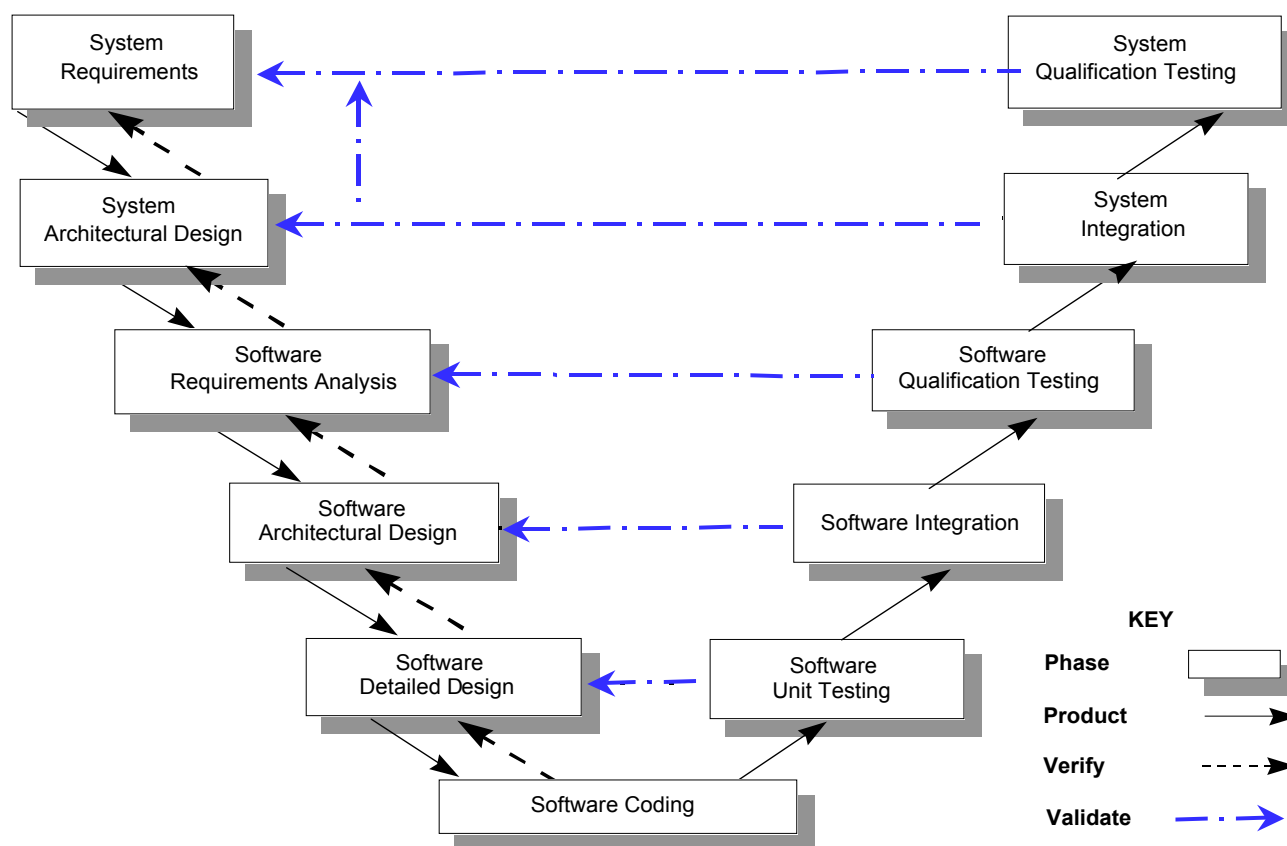 System
Requirements
System
Qualification Testing
System
Architectural Design
System
Integration
Software
Requirements Analysis
Software
Qualification Testing
Software
Architectural Design
Software Integration
Software
Detailed Design
Software
Unit Testing
Software Coding
KEY
Phase
Product
Verify
Validate